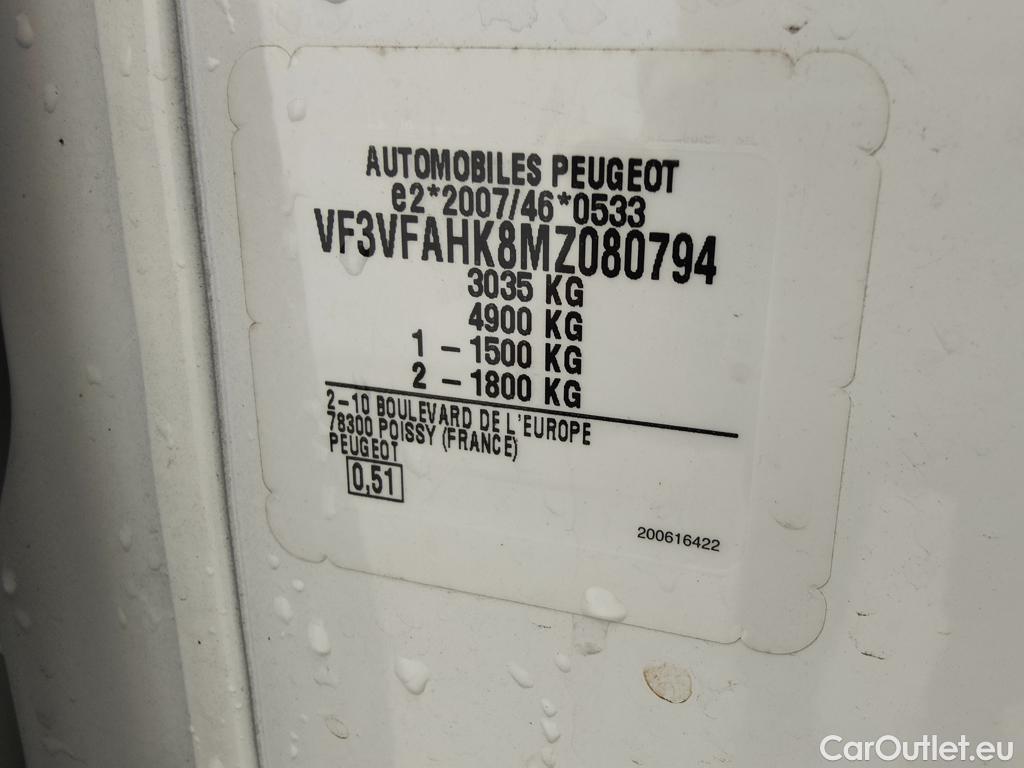 AUTOMOBILES PEUGEOT
e2*2007/46*0533
VF3VFAHK8MZ080794
3035 KG
4900 KG
1 - 1500 KG
2 - 1800 KG
2-10 BOULEVARD DE L'EUROPE
78300 POISSY (FRANCE)
PEUGEOT
0,51
200616422
CarOutlet.eu